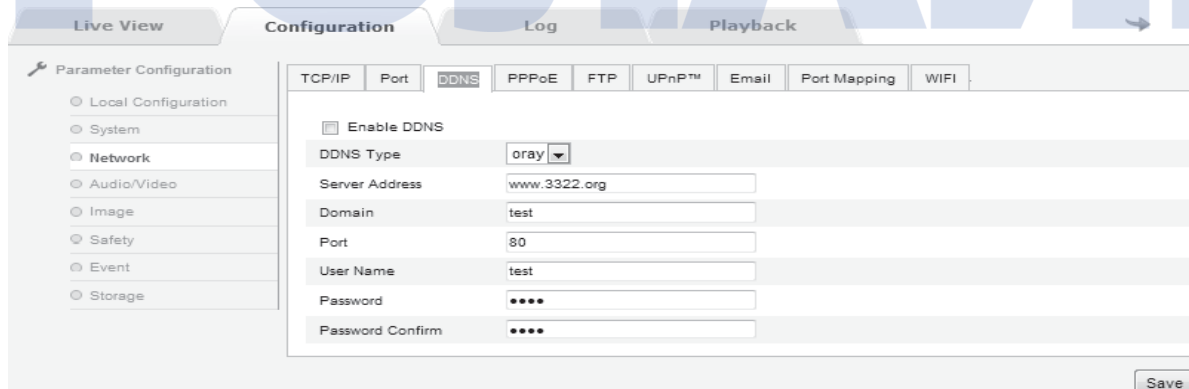 Live View
Configuration
Log
Playback
Parameter Configuration
Local Configuration
System
Network
Audio/Video
Image
Safety
Event
Storage
TCP/IP
Port
DDNS
PPPoE
FTP
UPnP™
Email
Port Mapping
WIFI
Enable DDNS
DDNS Type oray
Server Address www.3322.org
Domain test
Port 80
User Name test
Password ••••
Password Confirm ••••
Save